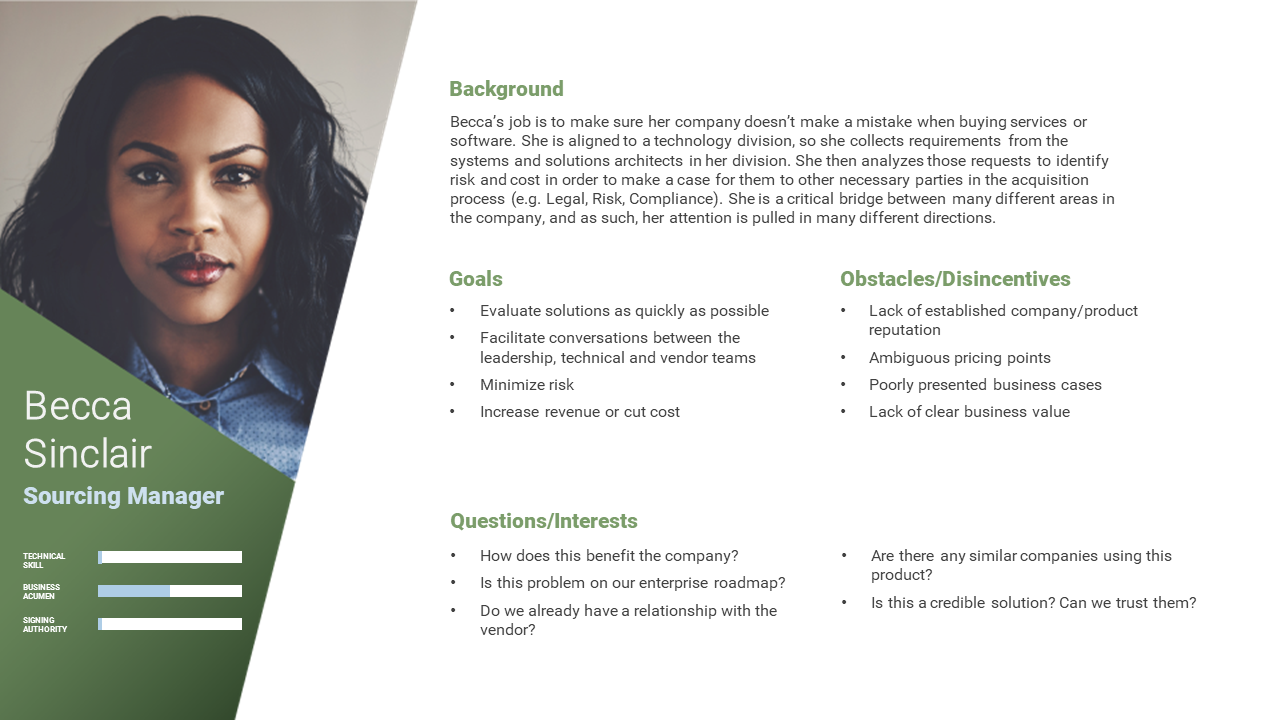 Becca
Sinclair
Sourcing Manager
TECHNICAL
SKILL
BUSINESS
ACUMEN
SIGNING
AUTHORITY
Background
Becca’s job is to make sure her company doesn’t make a mistake when buying services or
software. She is aligned to a technology division, so she collects requirements from the
systems and solutions architects in her division. She then analyzes those requests to identify
risk and cost in order to make a case for them to other necessary parties in the acquisition
process (e.g. Legal, Risk, Compliance). She is a critical bridge between many different areas in
the company, and as such, her attention is pulled in many different directions.
Goals
• Evaluate solutions as quickly as possible
• Facilitate conversations between the
leadership, technical and vendor teams
• Minimize risk
• Increase revenue or cut cost
Obstacles/Disincentives
• Lack of established company/product
reputation
• Ambiguous pricing points
• Poorly presented business cases
• Lack of clear business value
Questions/Interests
• How does this benefit the company?
• Is this problem on our enterprise roadmap?
• Do we already have a relationship with the
vendor?
• Are there any similar companies using this
product?
• Is this a credible solution? Can we trust them?